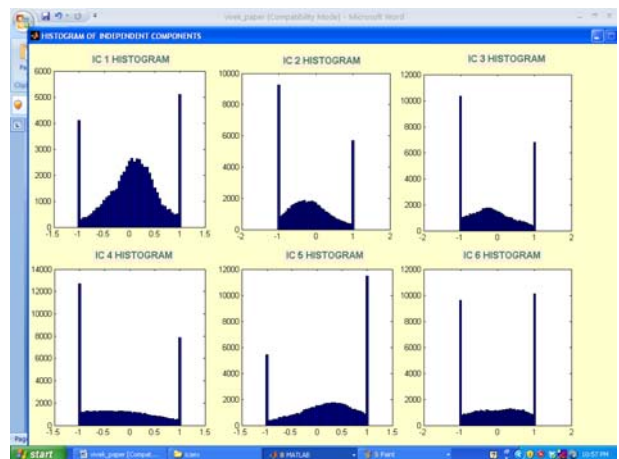 vivek_paper [Compatibility Mode] - Microsoft Word
HISTOGRAM OF INDEPENDENT COMPONENTS
IC 1 HISTOGRAM
6000
5000
4000
3000
2000
1000
0
-1.5 -1 -0.5 0 0.5 1 1.5
IC 2 HISTOGRAM
10000
8000
6000
4000
2000
0
-2 -1 0 1 2
IC 3 HISTOGRAM
12000
10000
8000
6000
4000
2000
0
-2 -1 0 1 2
IC 4 HISTOGRAM
14000
12000
10000
8000
6000
4000
2000
0
-1.5 -1 -0.5 0 0.5 1 1.5
IC 5 HISTOGRAM
12000
10000
8000
6000
4000
2000
0
-1.5 -1 -0.5 0 0.5 1 1.5
IC 6 HISTOGRAM
12000
10000
8000
6000
4000
2000
0
-2 -1 0 1 2
Page
start
vivek_paper [Compat...
8 MATLAB
8 Paint
10:57 PM